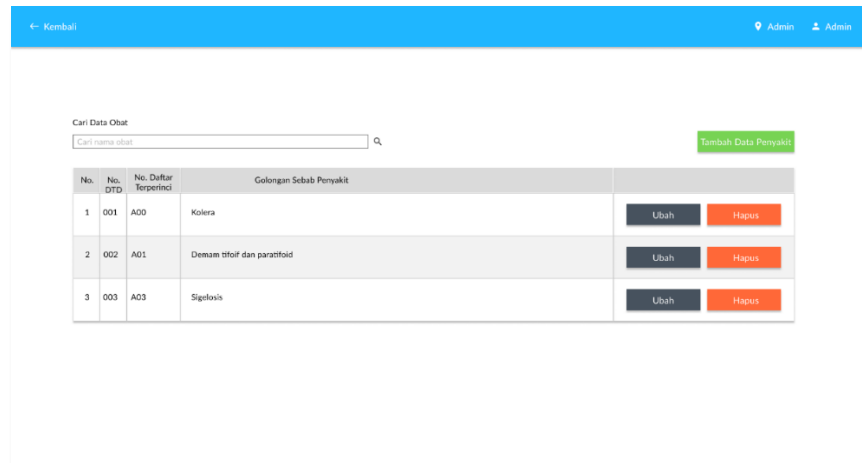 ← Kembali Admin Admin
Cari Data Obat
Cari nama obat
Tambah Data Penyakit
No. No. DTD No. Daftar Terperinci Golongan Sebab Penyakit
1 001 A00 Kolera Ubah Hapus
2 002 A01 Demam tifoif dan paratifoid Ubah Hapus
3 003 A03 Sigelosis Ubah Hapus